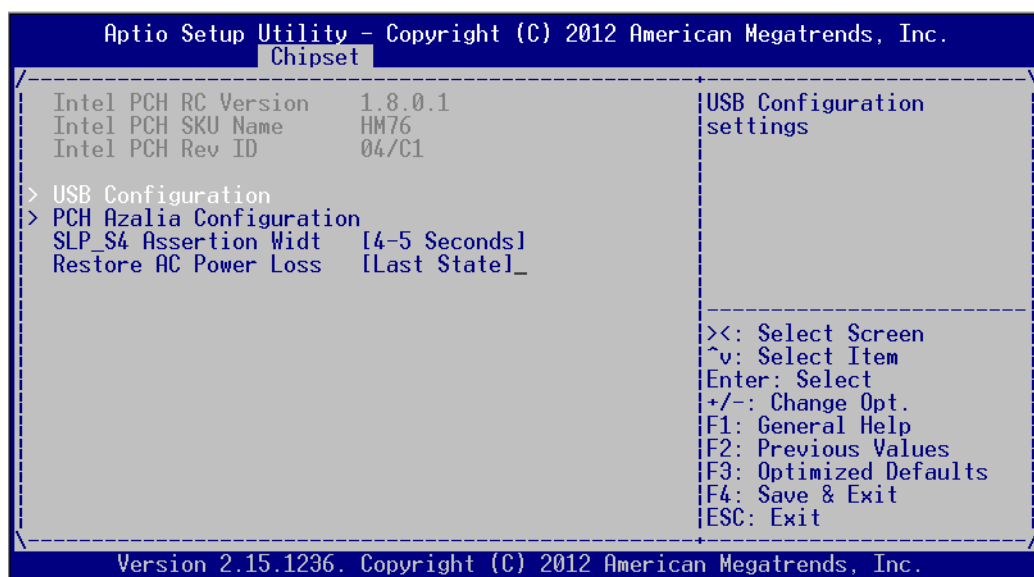 Aptio Setup Utility - Copyright (C) 2012 American Megatrends, Inc.
Chipset
Intel PCH RC Version 1.8.0.1
Intel PCH SKU Name HM76
Intel PCH Rev ID 04/C1
> USB Configuration
> PCH Azalia Configuration
SLP_S4 Assertion Widt [4-5 Seconds]
Restore AC Power Loss [Last State]_
USB Configuration
settings
><: Select Screen
^v: Select Item
Enter: Select
+/-: Change Opt.
F1: General Help
F2: Previous Values
F3: Optimized Defaults
F4: Save & Exit
ESC: Exit
Version 2.15.1236. Copyright (C) 2012 American Megatrends, Inc.